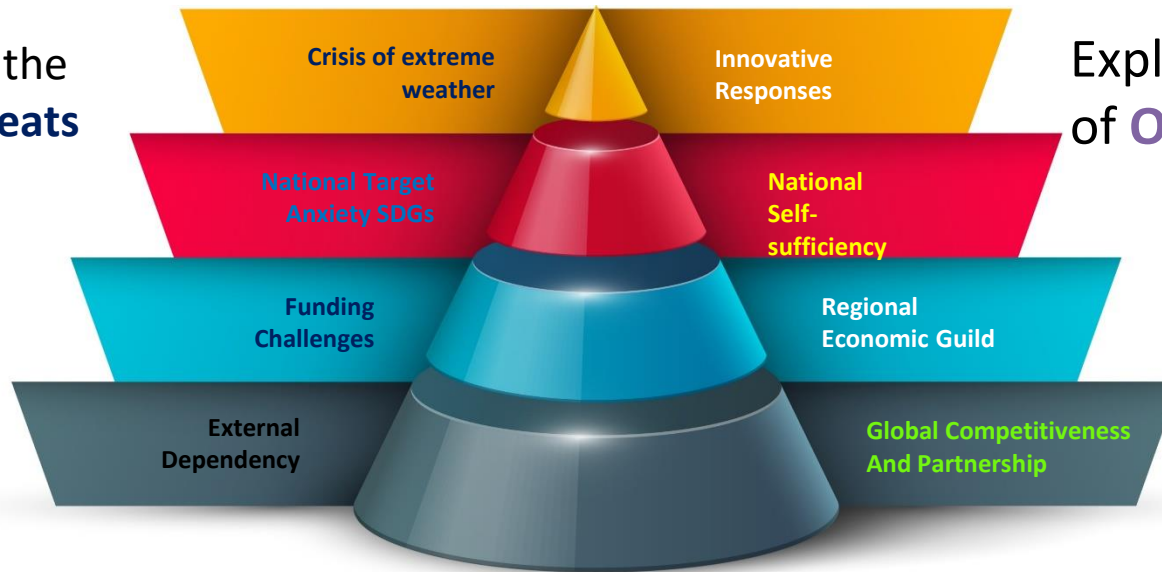 the
eats
Expl
of O
Crisis of extreme
weather
Innovative
Responses
National Target
Anxiety SDGs
National
Self-
sufficiency
Funding
Challenges
Regional
Economic Guild
External
Dependency
Global Competitiveness
And Partnership